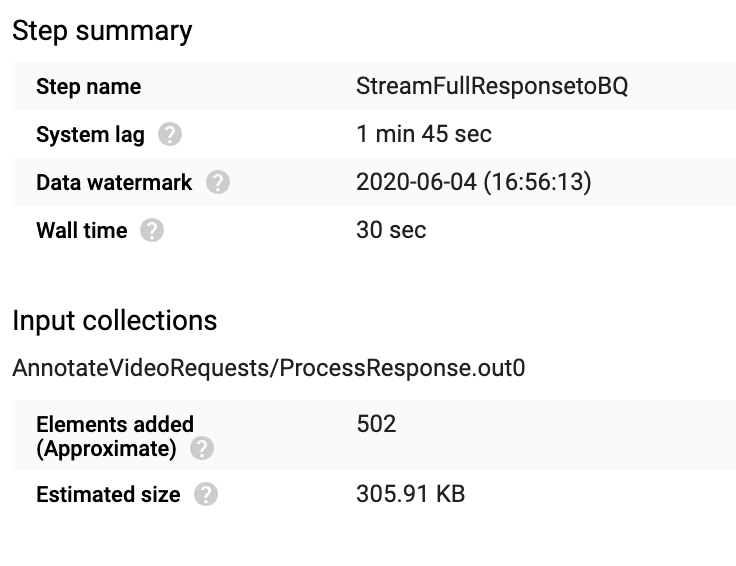 Step summary
Step name StreamFullResponsetoBQ
System lag ? 1 min 45 sec
Data watermark ? 2020-06-04 (16:56:13)
Wall time ? 30 sec
Input collections
AnnotateVideoRequests/ProcessResponse.out0
Elements added 502
(Approximate) ?
Estimated size ? 305.91 KB